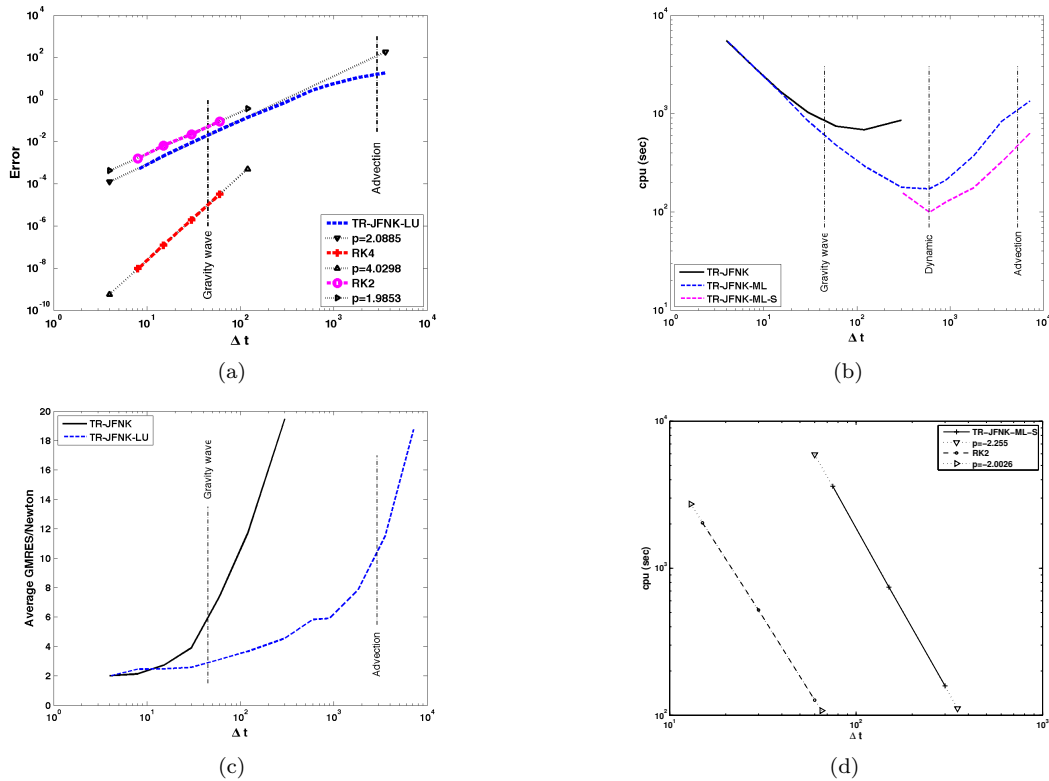 10^4
10^2
10^0
10^-2
10^-4
10^-6
10^-8
10^-10
Error
Gravity wave
Advection
TR-JFNK-LU
p=2.0885
RK4
p=4.0298
RK2
p=1.9853
10^0 10^1 10^2 10^3 10^4
Δ t
(a)
10^4
10^3
10^2
10^1
cpu (sec)
Gravity wave
Dynamic
Advection
TR-JFNK
TR-JFNK-ML
TR-JFNK-ML-S
10^0 10^1 10^2 10^3 10^4
Δ t
(b)
TR-JFNK
TR-JFNK-LU
20
18
16
14
12
10
8
6
4
2
0
Average GMRES/Newton
Gravity wave
Advection
10^0 10^1 10^2 10^3 10^4
Δ t
(c)
10^4
10^3
10^2
cpu (sec)
TR-JFNK-ML-S
p=-2.255
RK2
p=-2.0026
10^1 10^2 10^3
Δ t
(d)